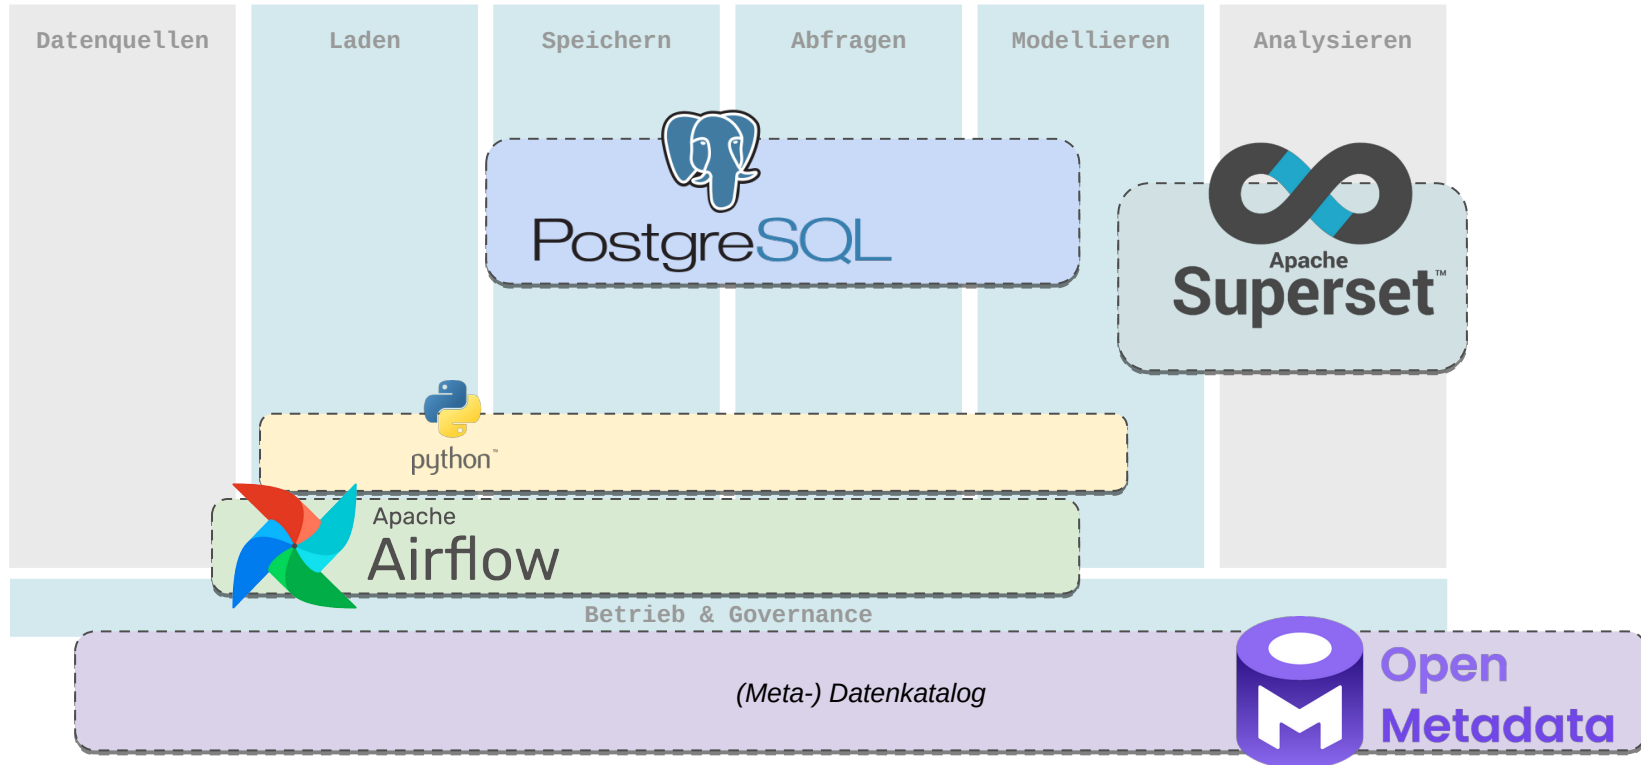 Datenquellen
Laden
Speichern
Abfragen
Modellieren
Analysieren
PostgreSQL
Apache
Superset™
python™
Apache
Airflow
Betrieb & Governance
(Meta-) Datenkatalog
Open
Metadata